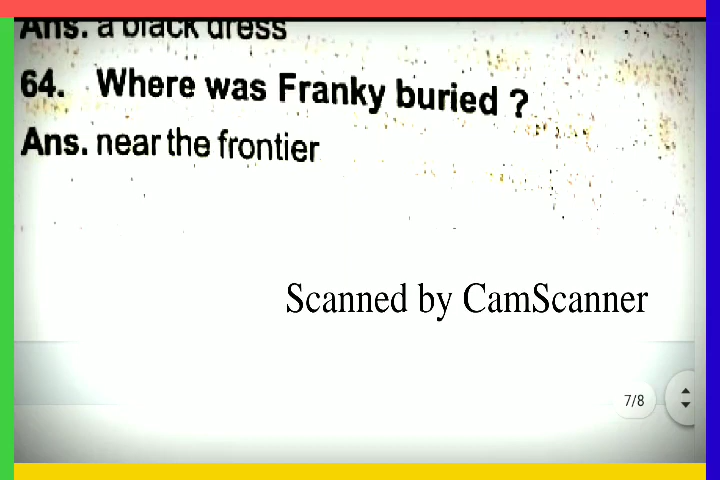 Ans. a black dress
64. Where was Franky buried ?
Ans. near the frontier
Scanned by CamScanner
7/8